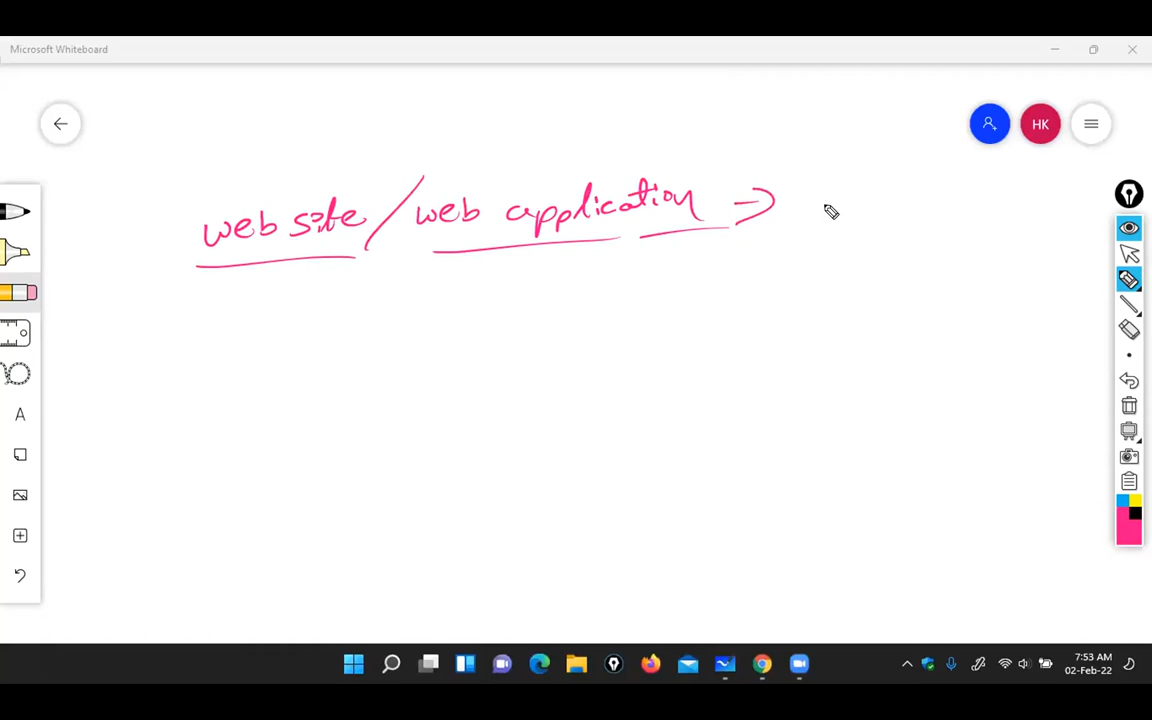 Microsoft Whiteboard
HK
web site / web application →
A
7:53 AM
02-Feb-22